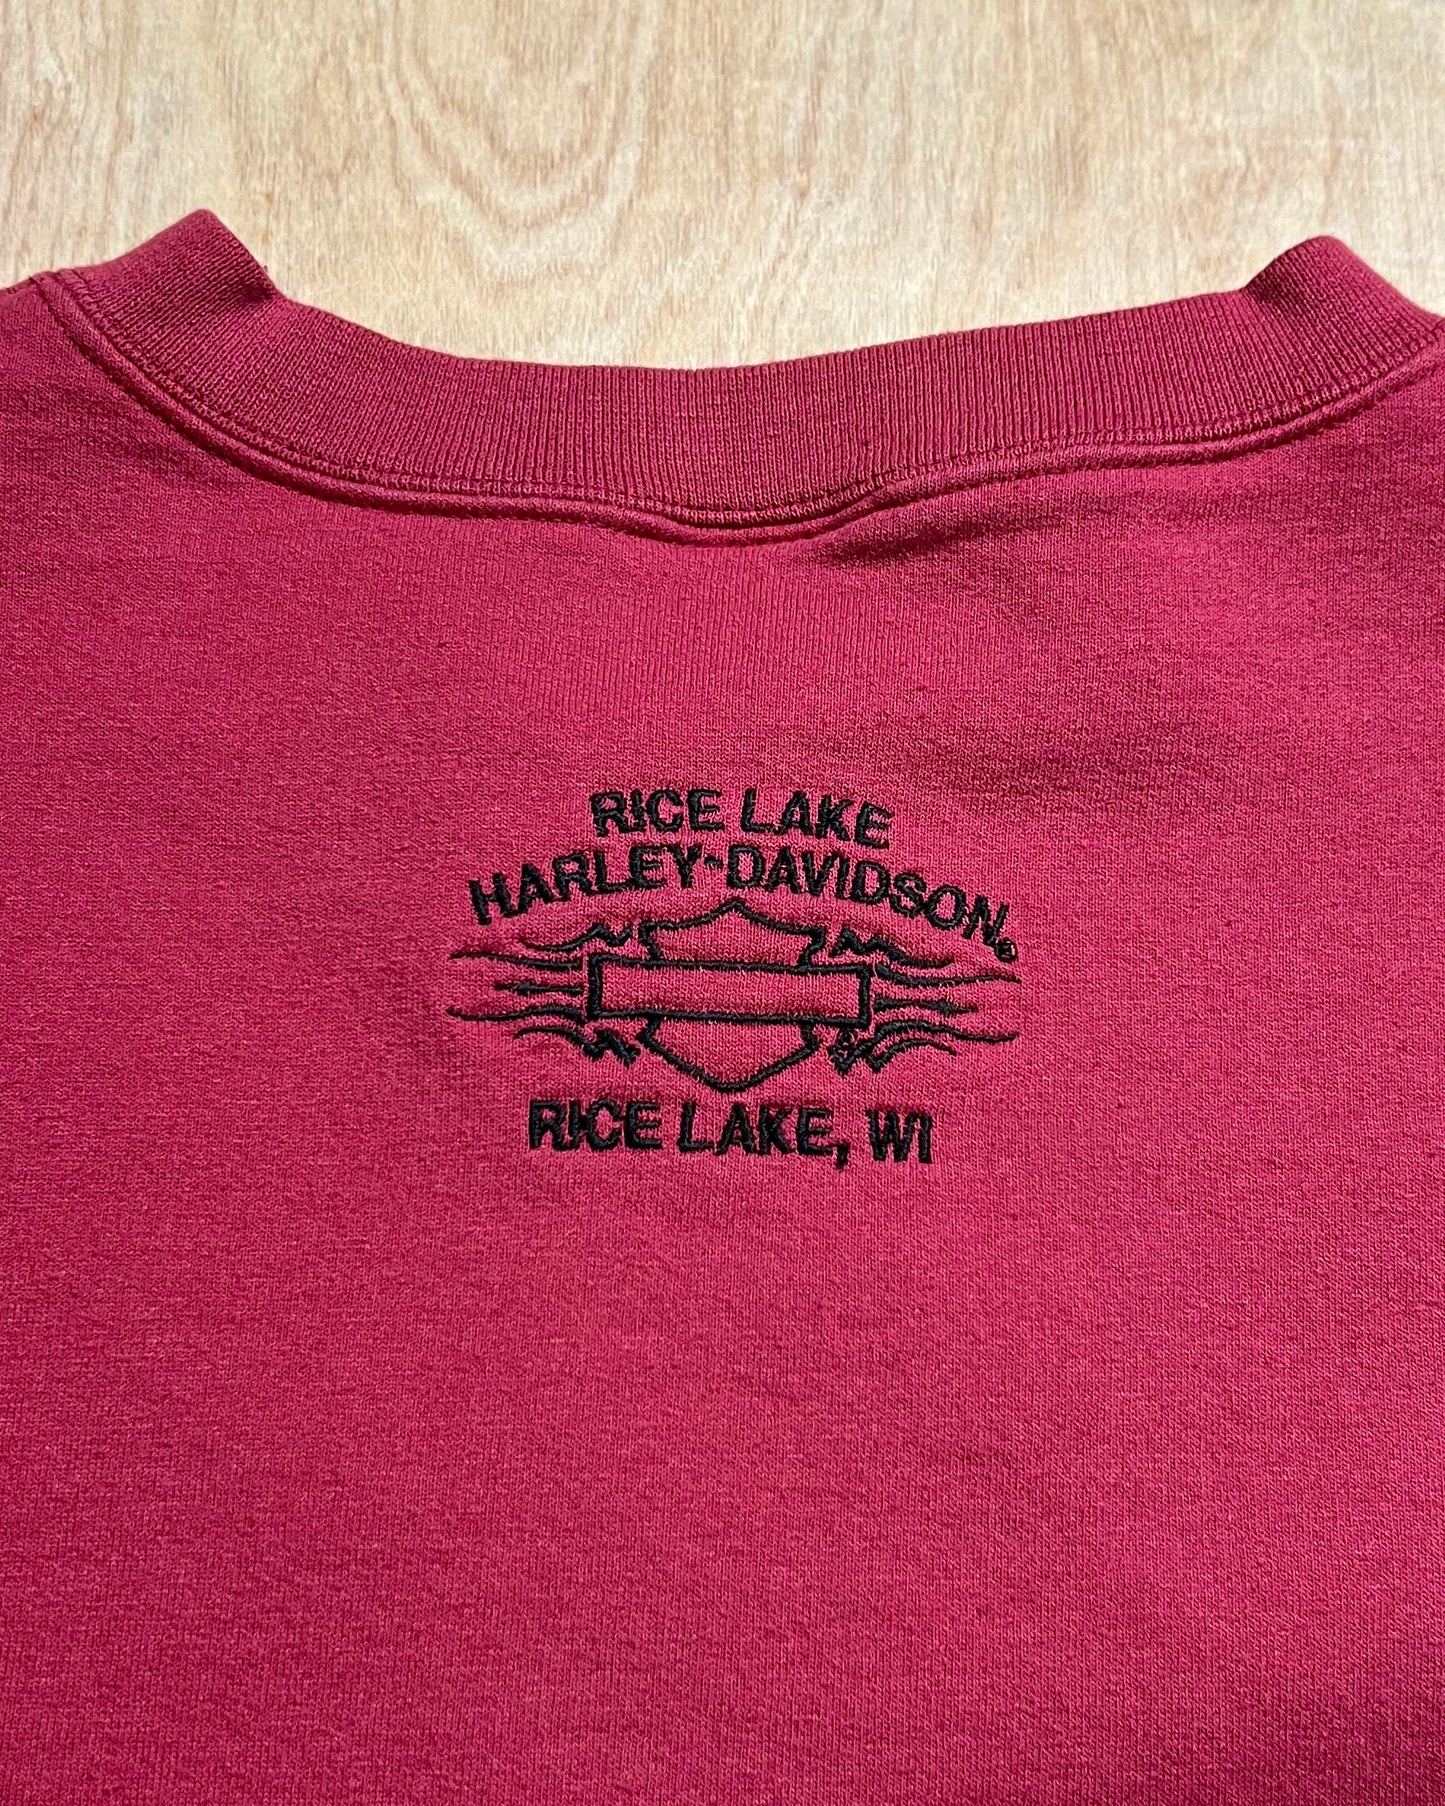 RICE LAKE
HARLEY-DAVIDSON®
®
RICE LAKE, WI